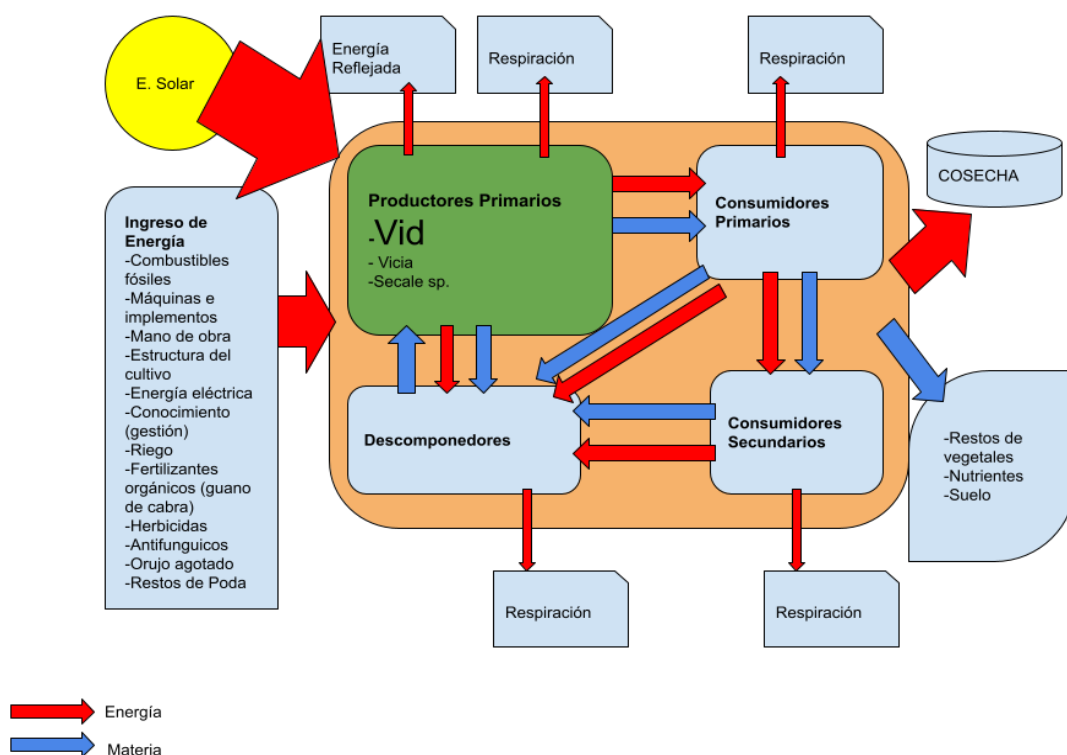 E. Solar
Energía
Reflejada
Respiración
Respiración
COSECHA
Ingreso de
Energía
-Combustibles
fósiles
-Máquinas e
implementos
-Mano de obra
-Estructura del
cultivo
-Energía eléctrica
-Conocimiento
(gestión)
-Riego
-Fertilizantes
orgánicos (guano
de cabra)
-Herbicidas
-Antifunguicos
-Orujo agotado
-Restos de Poda
Productores Primarios
-Vid
- Vicia
-Secale sp.
Consumidores
Primarios
Descomponedores
Consumidores
Secundarios
-Restos de
vegetales
-Nutrientes
-Suelo
Respiración
Respiración
Energía
Materia